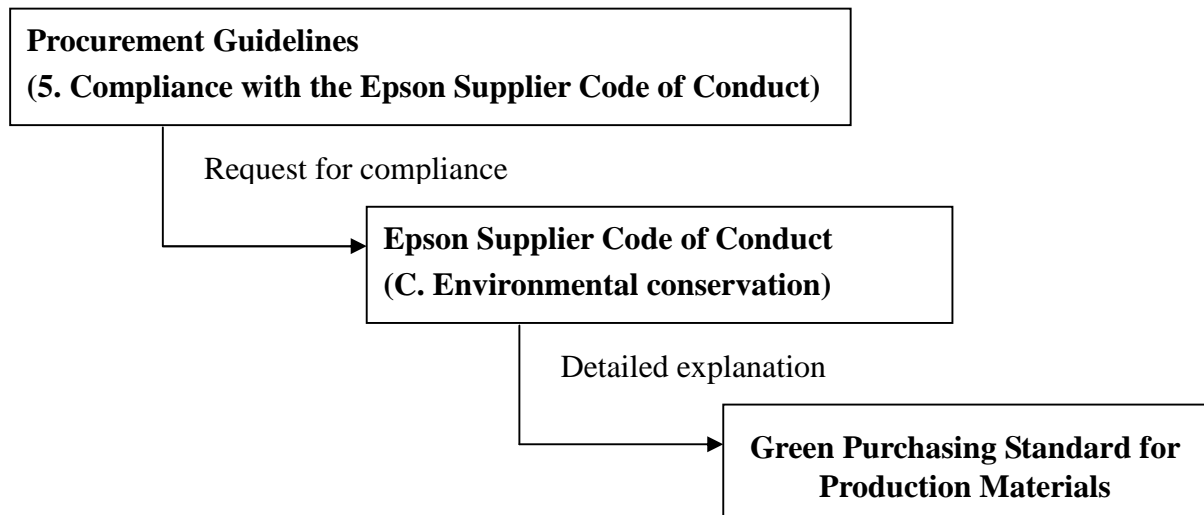 Procurement Guidelines
(5. Compliance with the Epson Supplier Code of Conduct)
Request for compliance
Epson Supplier Code of Conduct
(C. Environmental conservation)
Detailed explanation
Green Purchasing Standard for
Production Materials